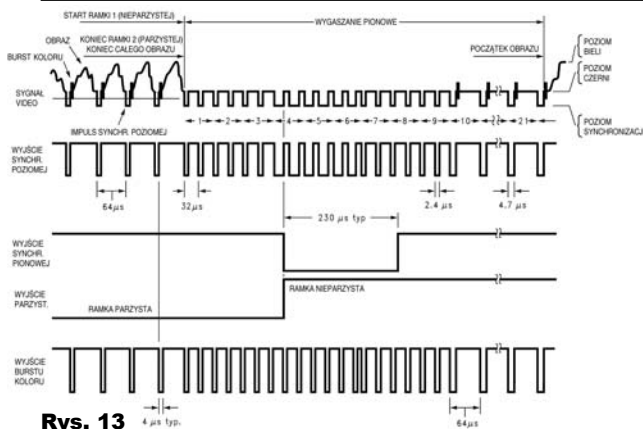 START RAMKI 1 (NIEPARZYSTEJ)
WYGASZANIE PIONOWE
OBRAZ
KONIEC RAMKI 2 (PARZYSTEJ)
KONIEC CAŁEGO OBRAZU
POCZĄTEK OBRAZU
POZIOM
BIELI
BURST KOLORU
POZIOM
CZERNI
SYGNAŁ
VIDEO
IMPULS SYNCHR. POZIOMEJ
1 2 3 4 5 6 7 8 9 10 21
POZIOM
SYNCHRONIZACJI
WYJŚCIE
SYNCHR.
POZIOMEJ
64µs
32µs
2.4 µs
4.7 µs
230 µs typ
WYJŚCIE
SYNCHR.
PIONOWEJ
WYJŚCIE
PARZYST.
RAMKA PARZYSTA
RAMKA NIEPARZYSTA
WYJŚCIE
BURSTU
KOLORU
Rys. 13
4 µs typ.
64µs